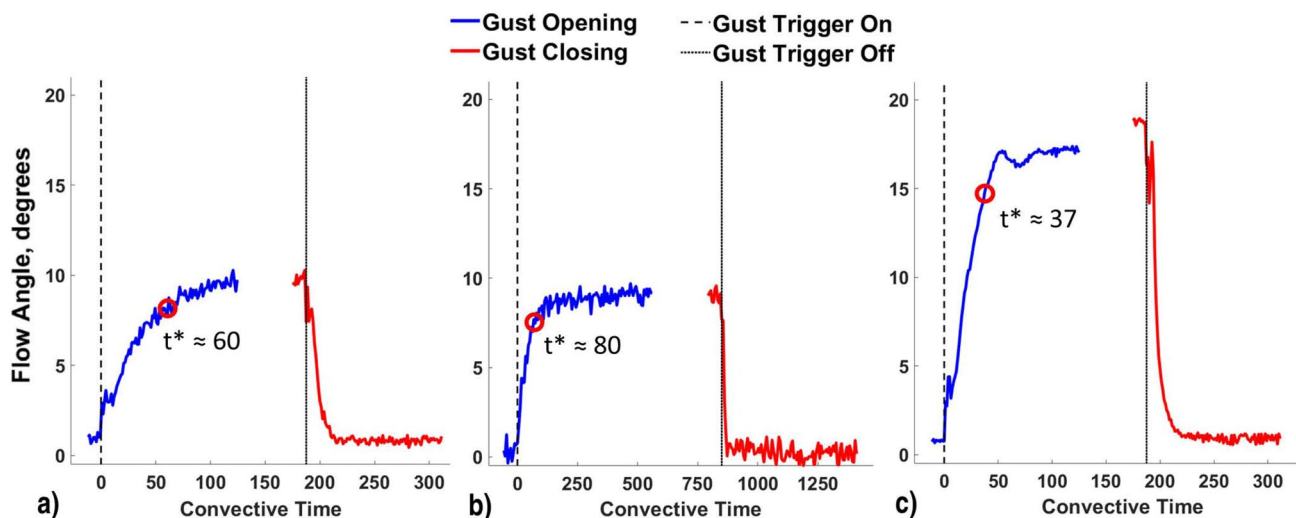 Gust Opening
Gust Closing
Gust Trigger On
Gust Trigger Off
Flow Angle, degrees
20
15
10
5
0
t* ≈ 60
0 50 100 150 200 250 300
a)
Convective Time
20
15
10
5
0
t* ≈ 80
0 250 500 750 1000 1250
b)
Convective Time
20
15
10
5
0
t* ≈ 37
0 50 100 150 200 250 300
c)
Convective Time